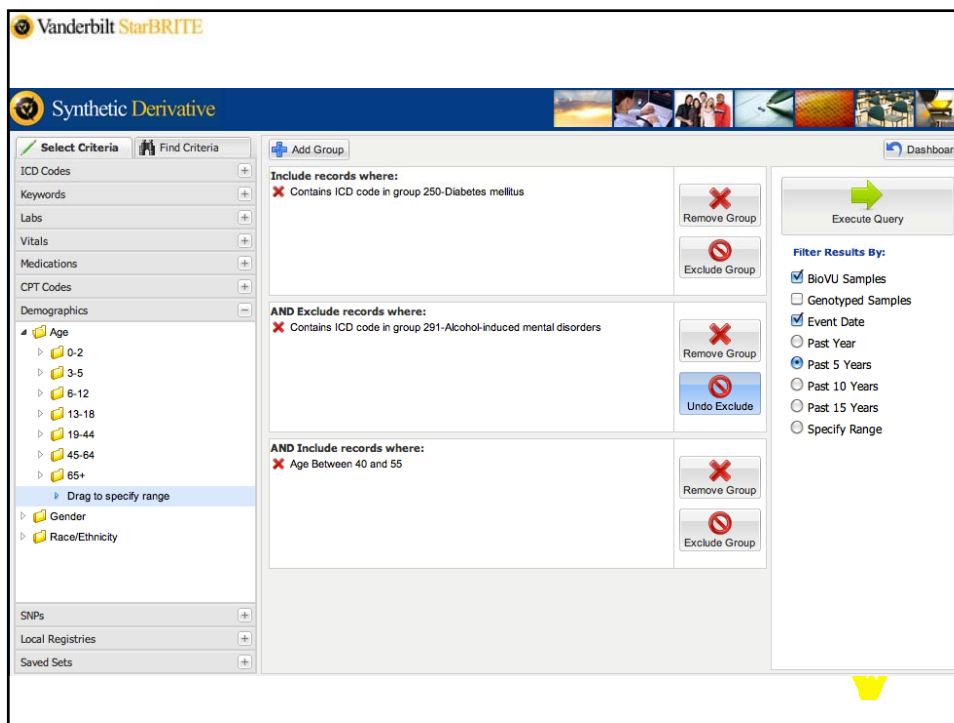 Vanderbilt StarBRITE
Synthetic Derivative
Select Criteria
Find Criteria
ICD Codes
Keywords
Labs
Vitals
Medications
CPT Codes
Demographics
Age
0-2
3-5
6-12
13-18
19-44
45-64
65+
Drag to specify range
Gender
Race/Ethnicity
SNPs
Local Registries
Saved Sets
Add Group
Include records where:
Contains ICD code in group 250-Diabetes mellitus
Remove Group
Exclude Group
AND Exclude records where:
Contains ICD code in group 291-Alcohol-induced mental disorders
Remove Group
Undo Exclude
AND Include records where:
Age Between 40 and 55
Remove Group
Exclude Group
Dashboar
Execute Query
Filter Results By:
BioVU Samples
Genotyped Samples
Event Date
Past Year
Past 5 Years
Past 10 Years
Past 15 Years
Specify Range